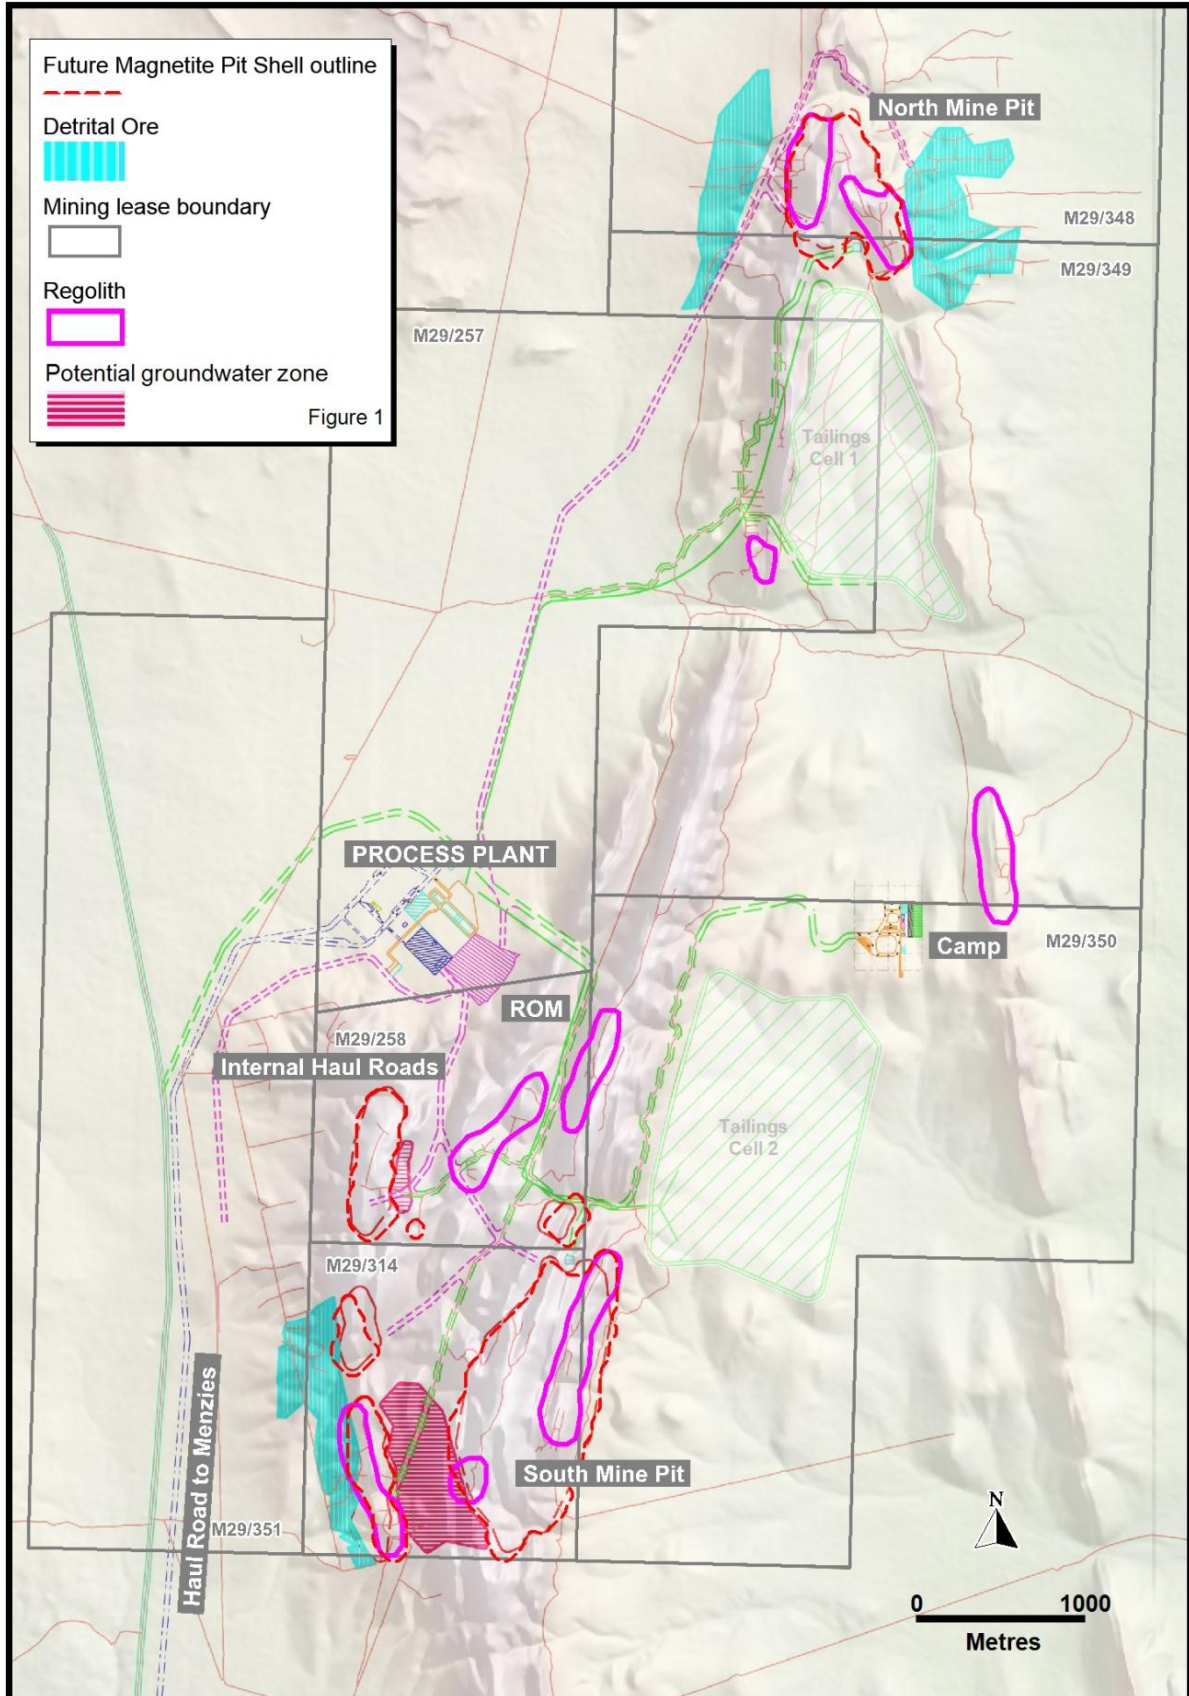 Future Magnetite Pit Shell outline
Detrital Ore
Mining lease boundary
Regolith
Potential groundwater zone
Figure 1
North Mine Pit
M29/348
M29/349
M29/257
Tailings
Cell 1
PROCESS PLANT
Camp
M29/350
ROM
M29/258
Internal Haul Roads
Tailings
Cell 2
M29/314
South Mine Pit
Haul Road to Menzies
M29/351
N
0 1000
Metres